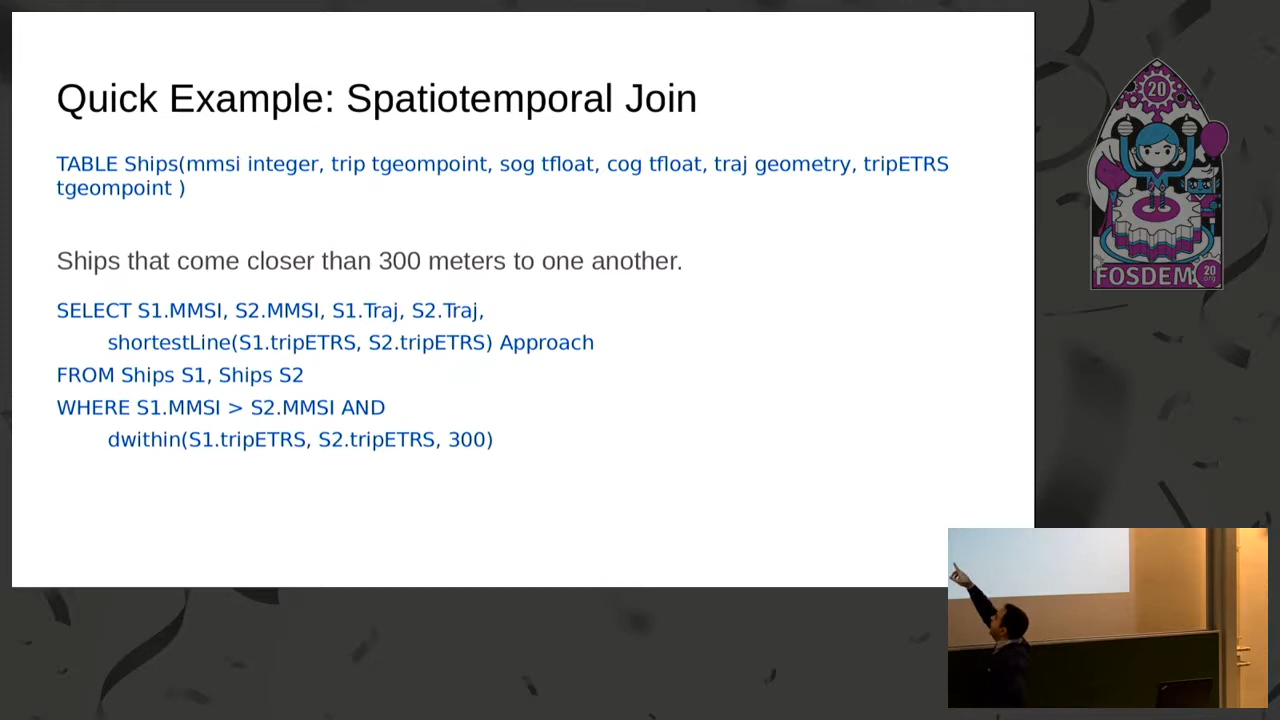 Quick Example: Spatiotemporal Join
TABLE Ships(mmsi integer, trip tgeompoint, sog tfloat, cog tfloat, traj geometry, tripETRS
tgeompoint )
Ships that come closer than 300 meters to one another.
SELECT S1.MMSI, S2.MMSI, S1.Traj, S2.Traj,
shortestLine(S1.tripETRS, S2.tripETRS) Approach
FROM Ships S1, Ships S2
WHERE S1.MMSI > S2.MMSI AND
dwithin(S1.tripETRS, S2.tripETRS, 300)
20
FOSDEM
20
.org